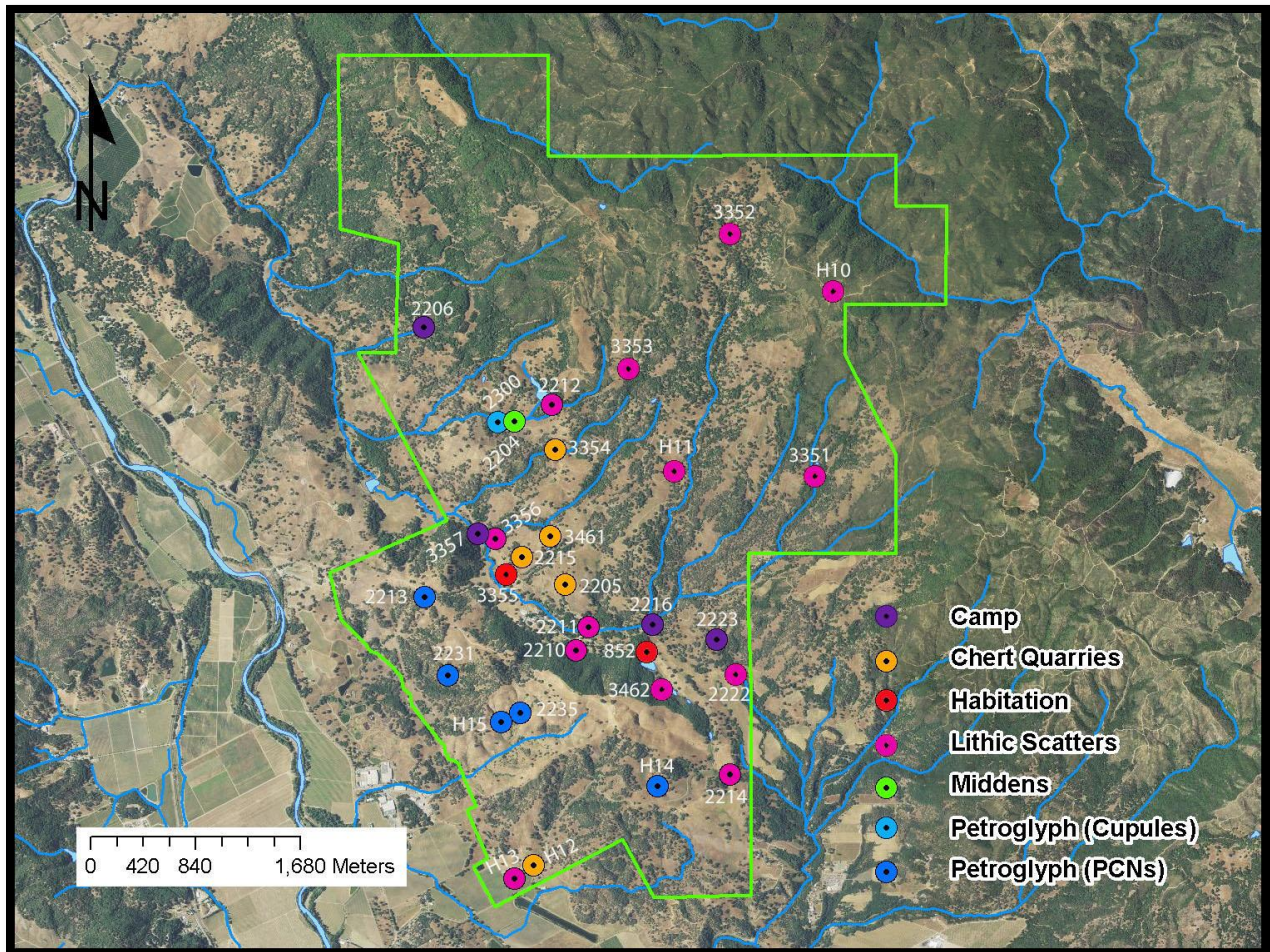 N
3352
H10
2206
3353
2300
2212
2204
3354
H11
3351
3357
3356
3461
2215
3355
2205
2213
2211
2216
2223
2210
852
2231
3462
2222
H15
2235
H14
2214
H13
H12
Camp
Chert Quarries
Habitation
Lithic Scatters
Middens
Petroglyph (Cupules)
Petroglyph (PCNs)
0 420 840 1,680 Meters